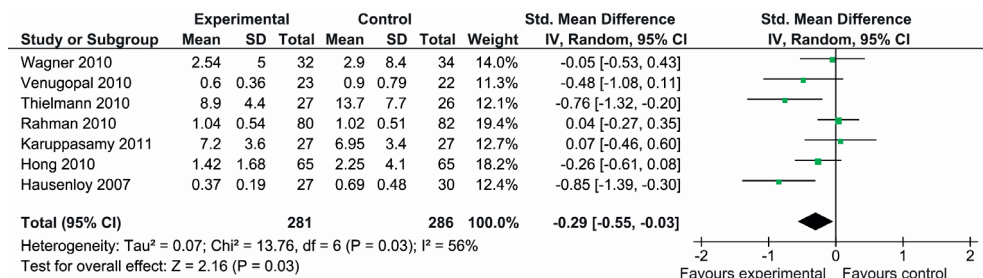 Experimental Control Std. Mean Difference Std. Mean Difference
Study or Subgroup Mean SD Total Mean SD Total Weight IV, Random, 95% CI IV, Random, 95% CI
Wagner 2010 2.54 5 32 2.9 8.4 34 14.0% -0.05 [-0.53, 0.43]
Venugopal 2010 0.6 0.36 23 0.9 0.79 22 11.3% -0.48 [-1.08, 0.11]
Thielmann 2010 8.9 4.4 27 13.7 7.7 26 12.1% -0.76 [-1.32, -0.20]
Rahman 2010 1.04 0.54 80 1.02 0.51 82 19.4% 0.04 [-0.27, 0.35]
Karuppasamy 2011 7.2 3.6 27 6.95 3.4 27 12.7% 0.07 [-0.46, 0.60]
Hong 2010 1.42 1.68 65 2.25 4.1 65 18.2% -0.26 [-0.61, 0.08]
Hausenloy 2007 0.37 0.19 27 0.69 0.48 30 12.4% -0.85 [-1.39, -0.30]
Total (95% CI) 281 286 100.0% -0.29 [-0.55, -0.03]
Heterogeneity: Tau² = 0.07; Chi² = 13.76, df = 6 (P = 0.03); I² = 56%
Test for overall effect: Z = 2.16 (P = 0.03)
-2 -1 0 1 2
Favours experimental Favours control